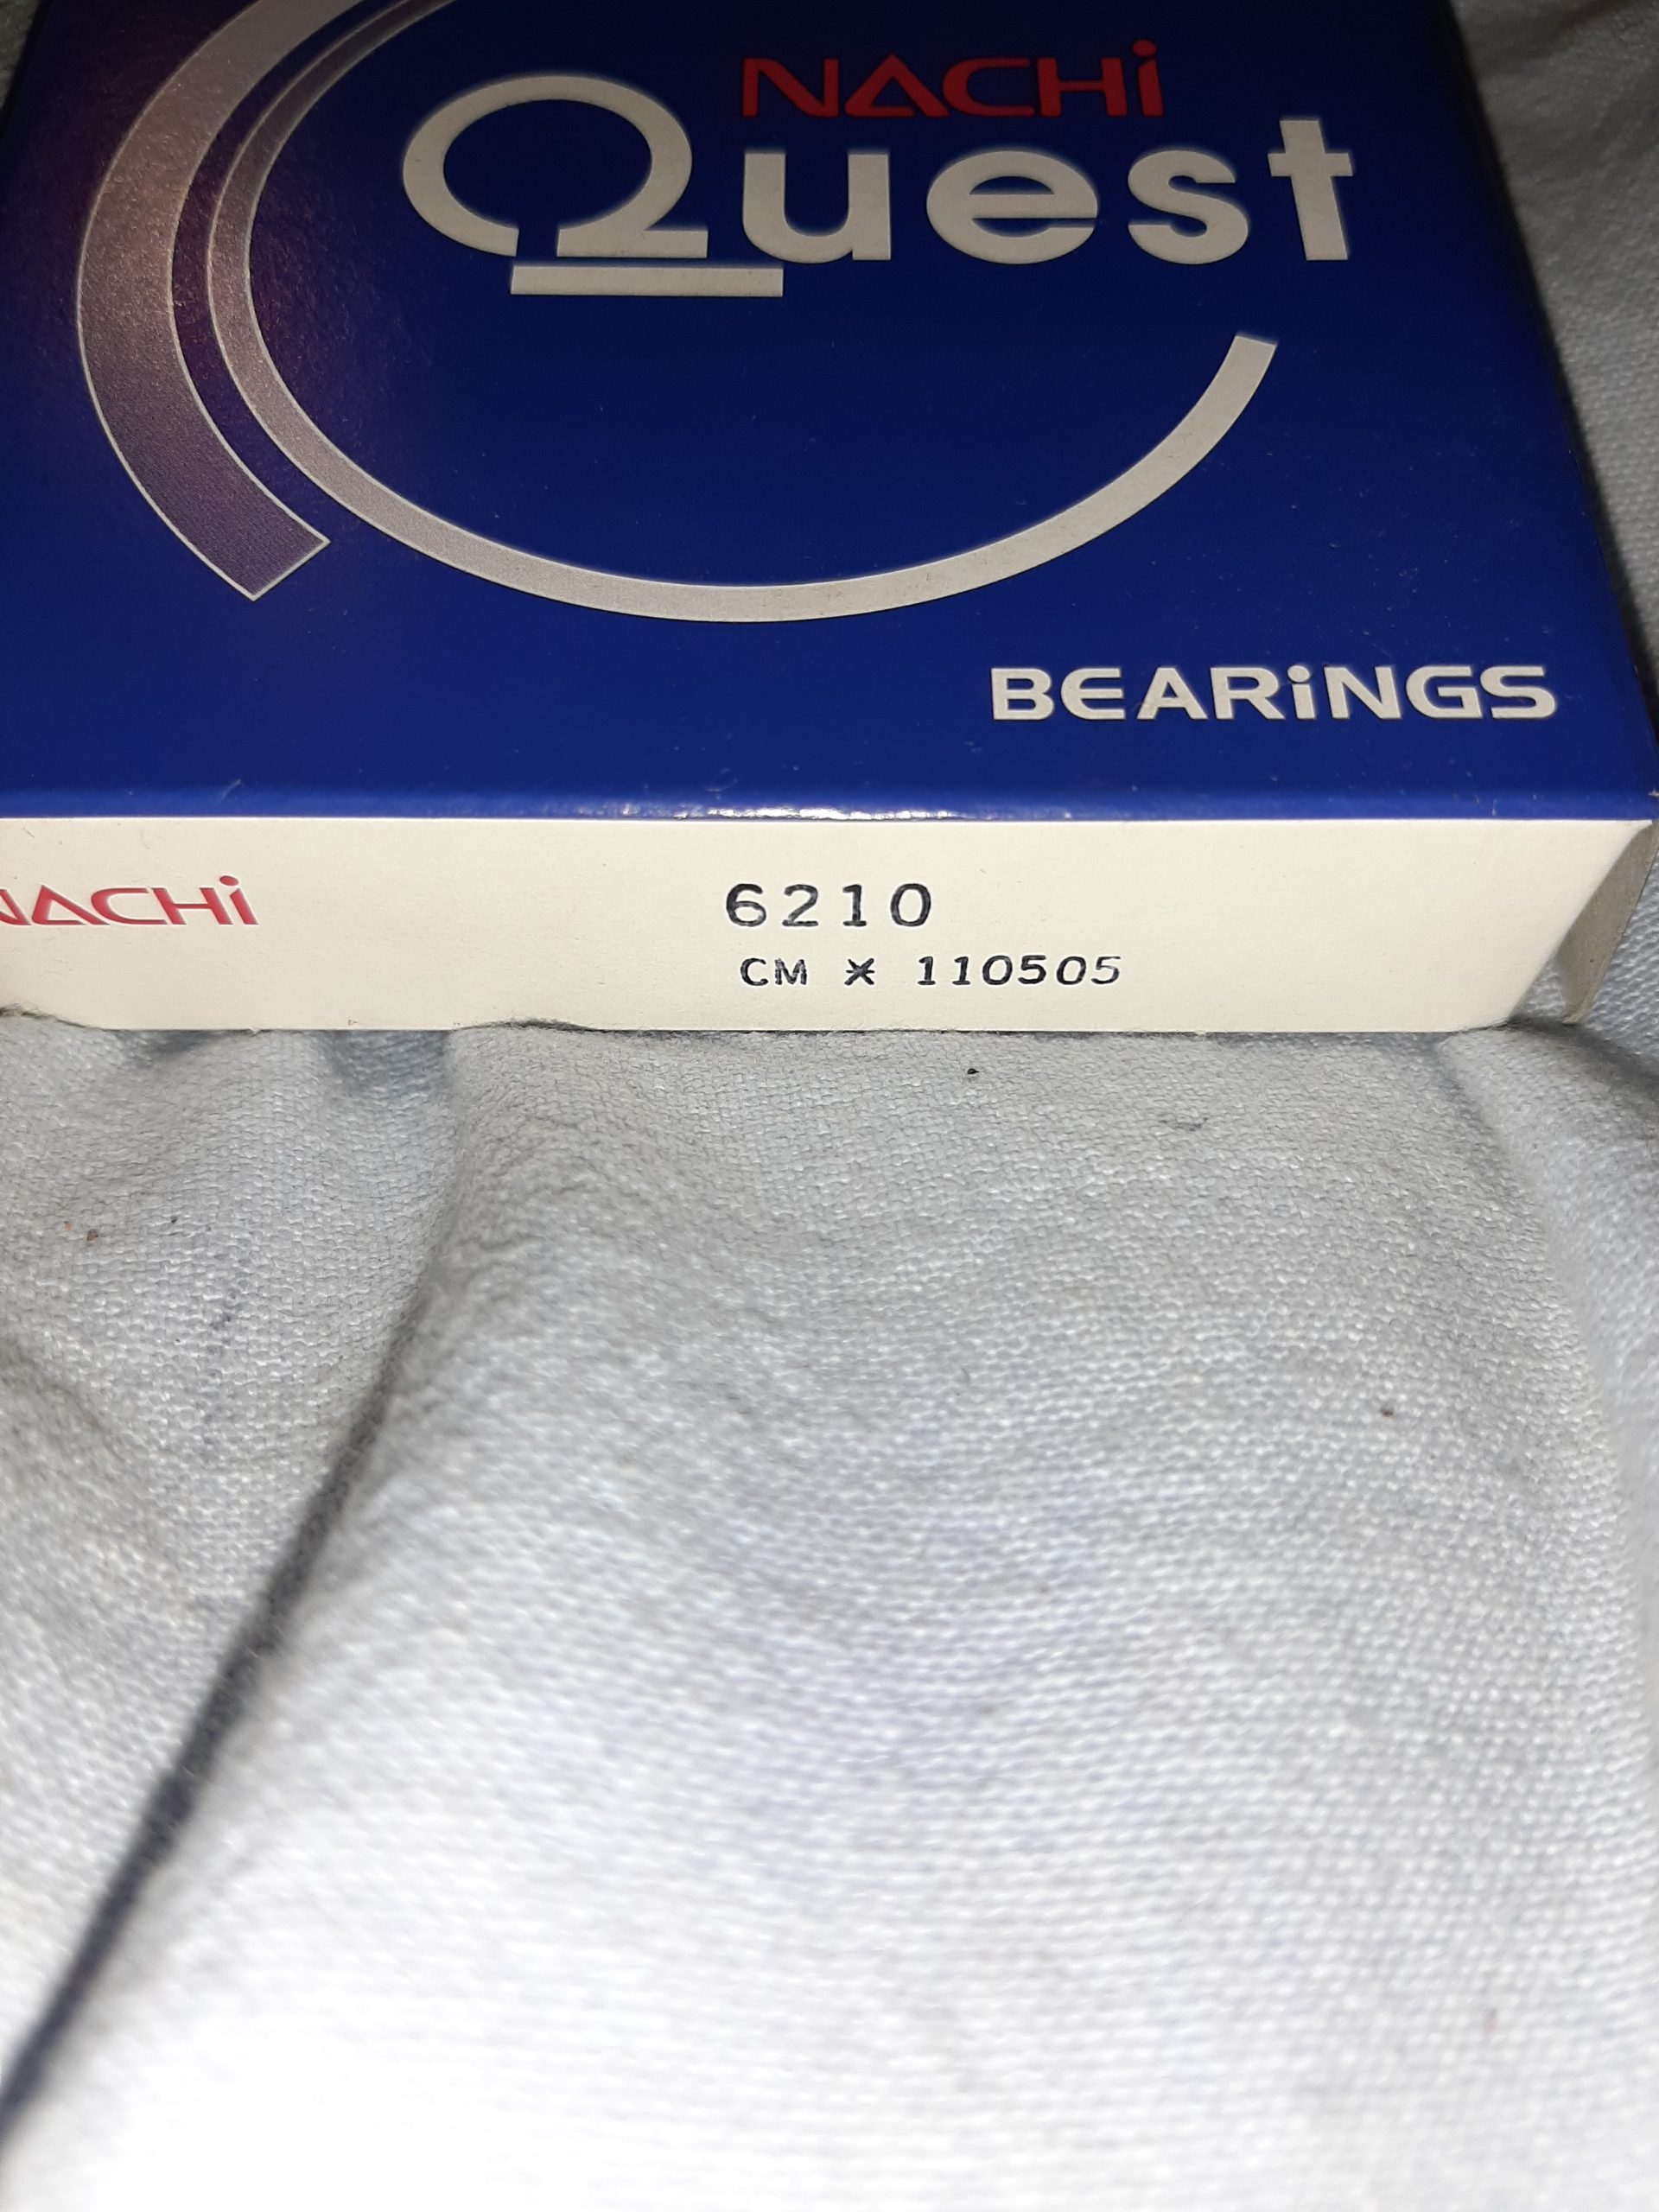 NACHi
Quest
BEARiNGS
NACHi
6210
CM X 110505